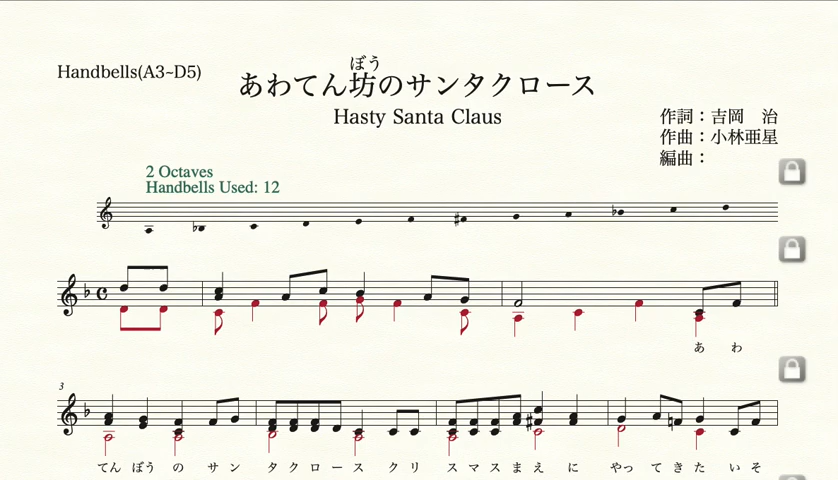 Handbells(A3~D5)
ぼう
あわてん坊のサンタクロース
Hasty Santa Claus
作詞：吉岡　治
作曲：小林亜星
編曲：
2 Octaves
Handbells Used: 12
あ わ
3
てん ぼう の サ ン タ ク ロ ー ス ク リ ス マ ス ま え に やっ て き た い そ